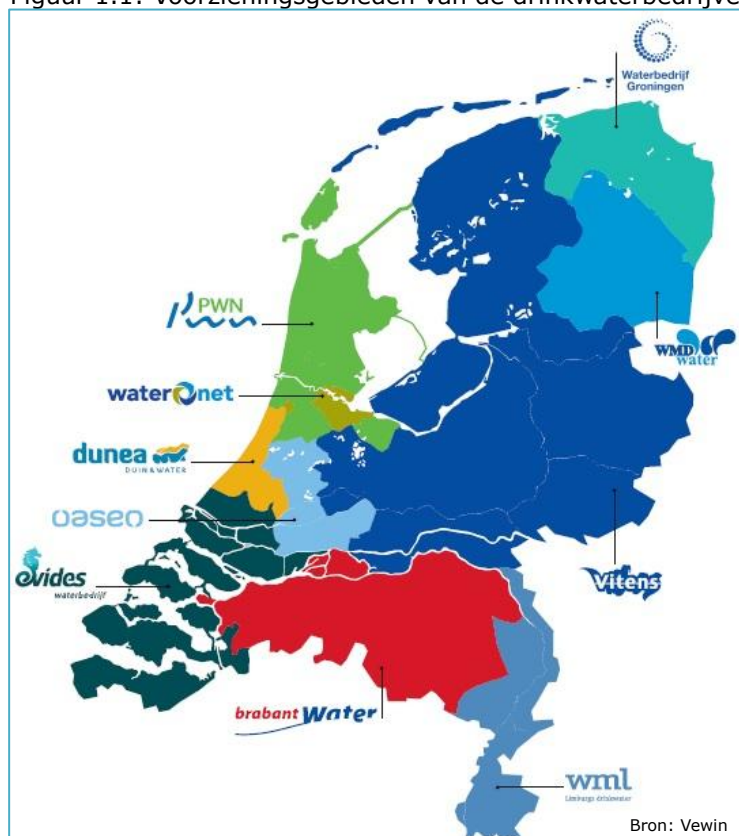 Figuur 1.1: Voorzieningsgebieden van de drinkwaterbedrijve
Waterbedrijf
Groningen
PWN
WMD
water
waternet
dunea
DUIN & WATER
oasen
Vitens
evides
waterbedrijf
brabant Water
wml
Limburgs drinkwater
Bron: Vewin